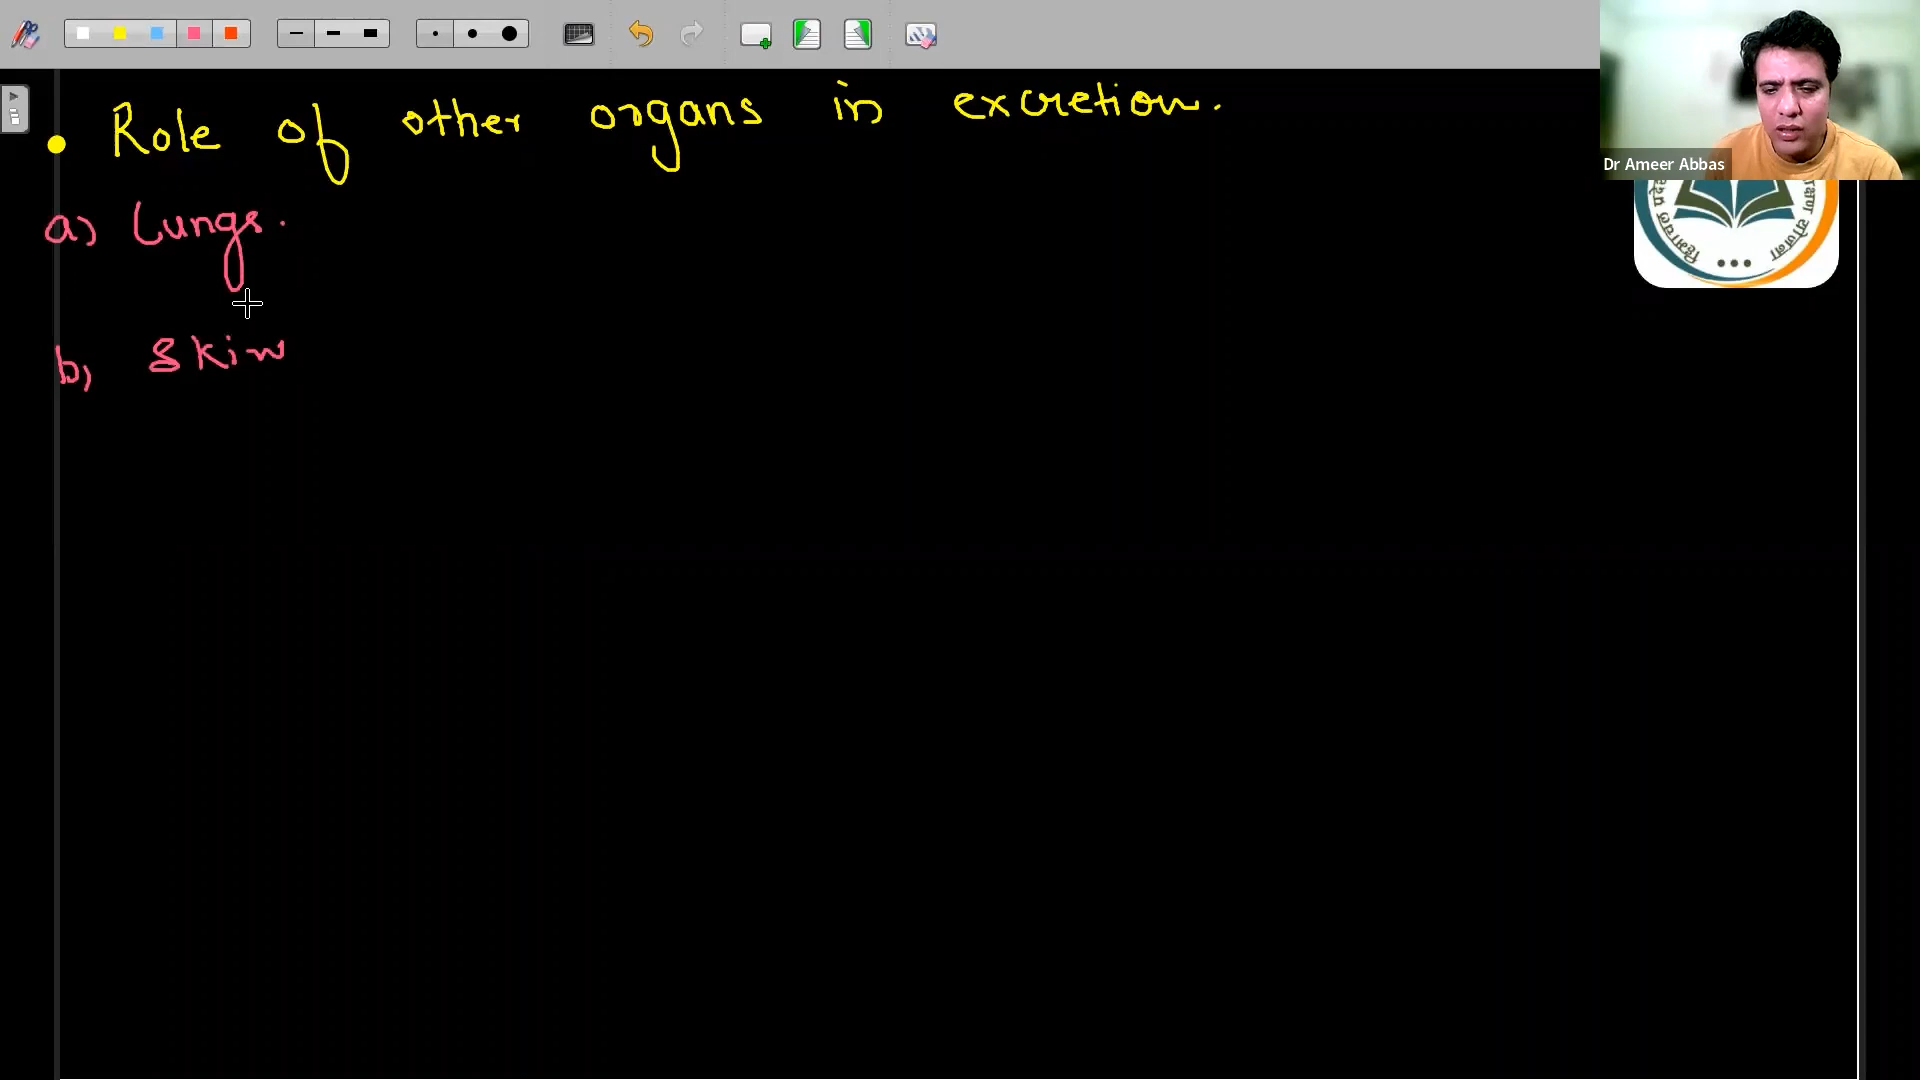 • Role of other organs in excretion.
a) Lungs.
b) Skin
Dr Ameer Abbas